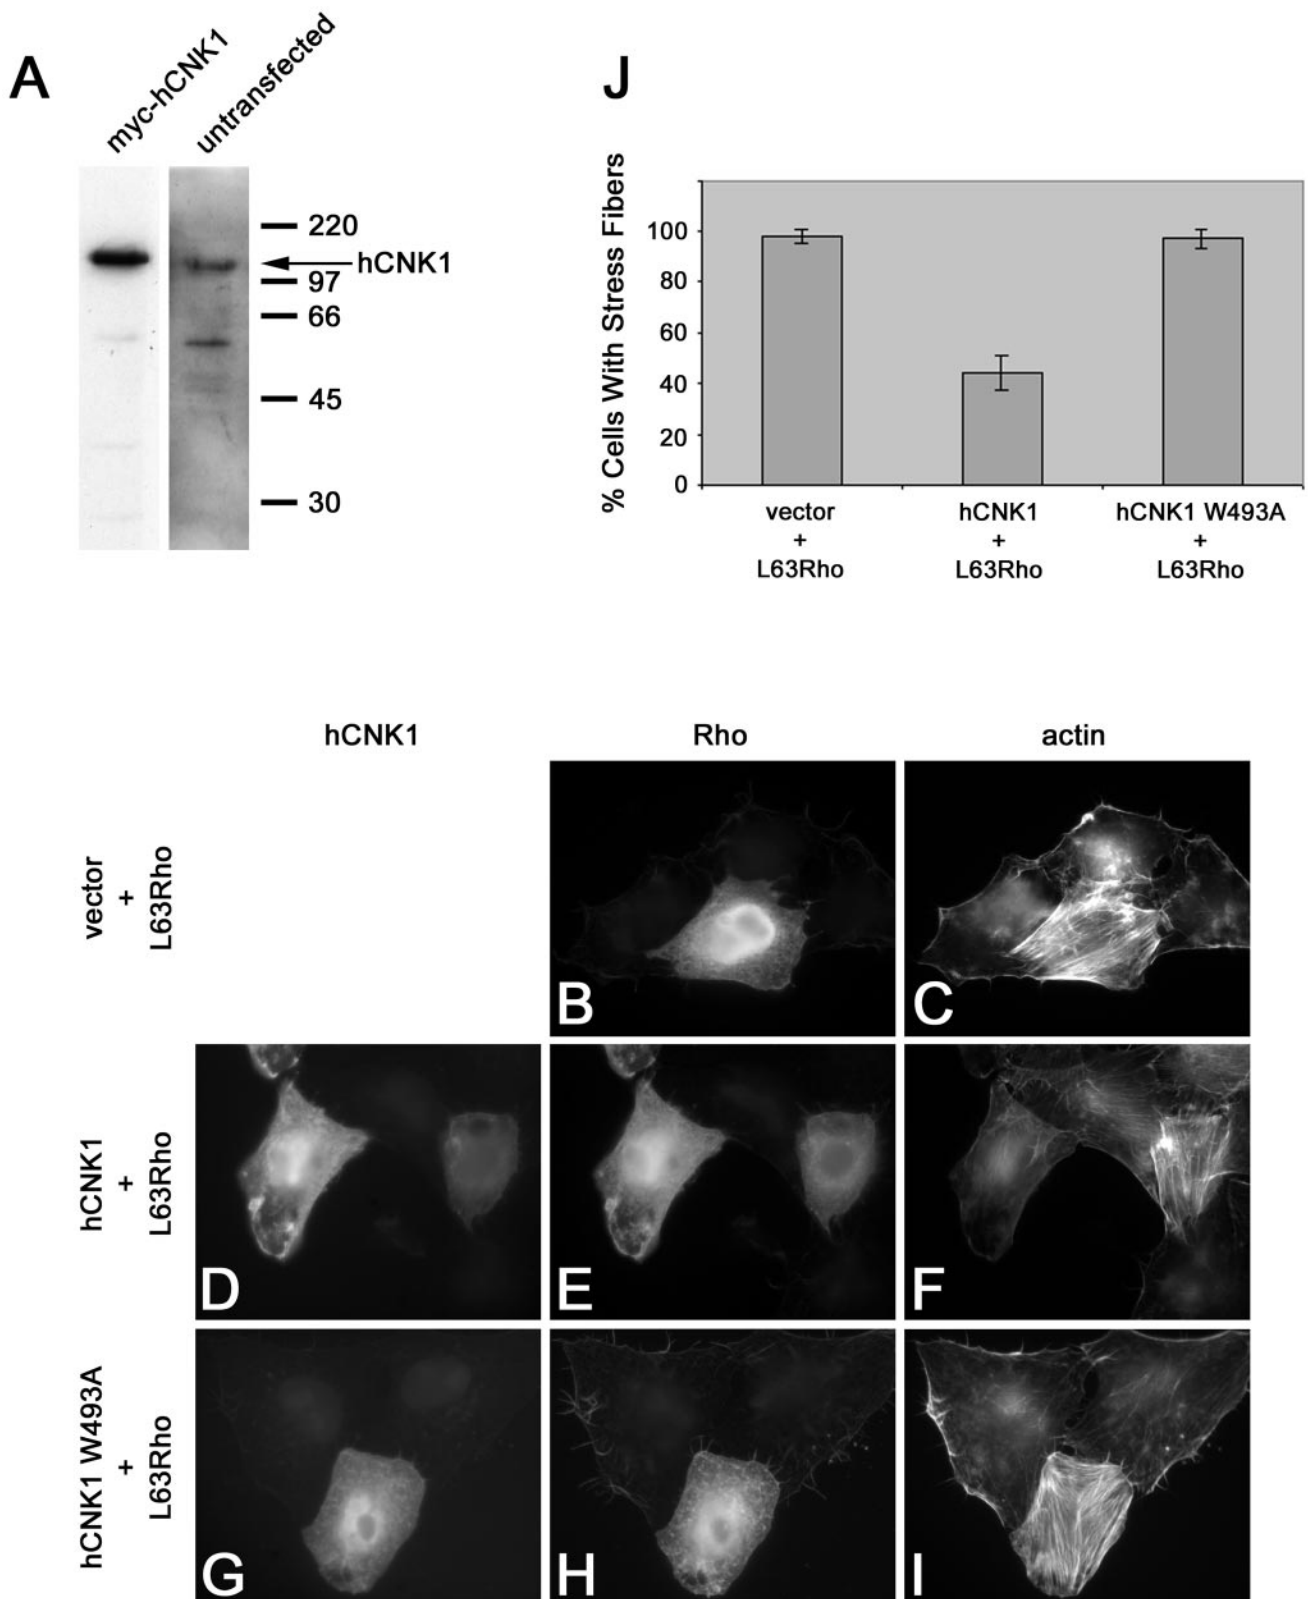 A
myc-hCNK1
untransfected
220
hCNK1
97
66
45
30
J
% Cells With Stress Fibers
100
80
60
40
20
0
vector
+
L63Rho
hCNK1
+
L63Rho
hCNK1 W493A
+
L63Rho
hCNK1
Rho
actin
vector
+
L63Rho
B
C
hCNK1
+
L63Rho
D
E
F
hCNK1 W493A
+
L63Rho
G
H
I